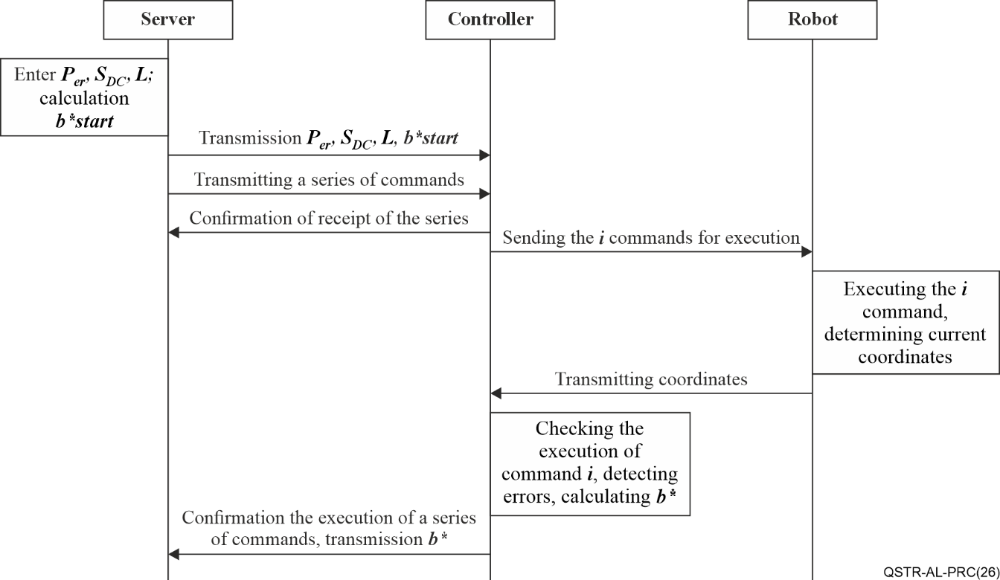 Server
Controller
Robot
Enter Per, SDC, L;
calculation
b*start
Transmission Per, SDC, L, b*start
Transmitting a series of commands
Confirmation of receipt of the series
Sending the i commands for execution
Executing the i
command,
determining current
coordinates
Transmitting coordinates
Checking the
execution of
command i, detecting
errors, calculating b*
Confirmation the execution of a series
of commands, transmission b*
QSTR-AL-PRC(26)